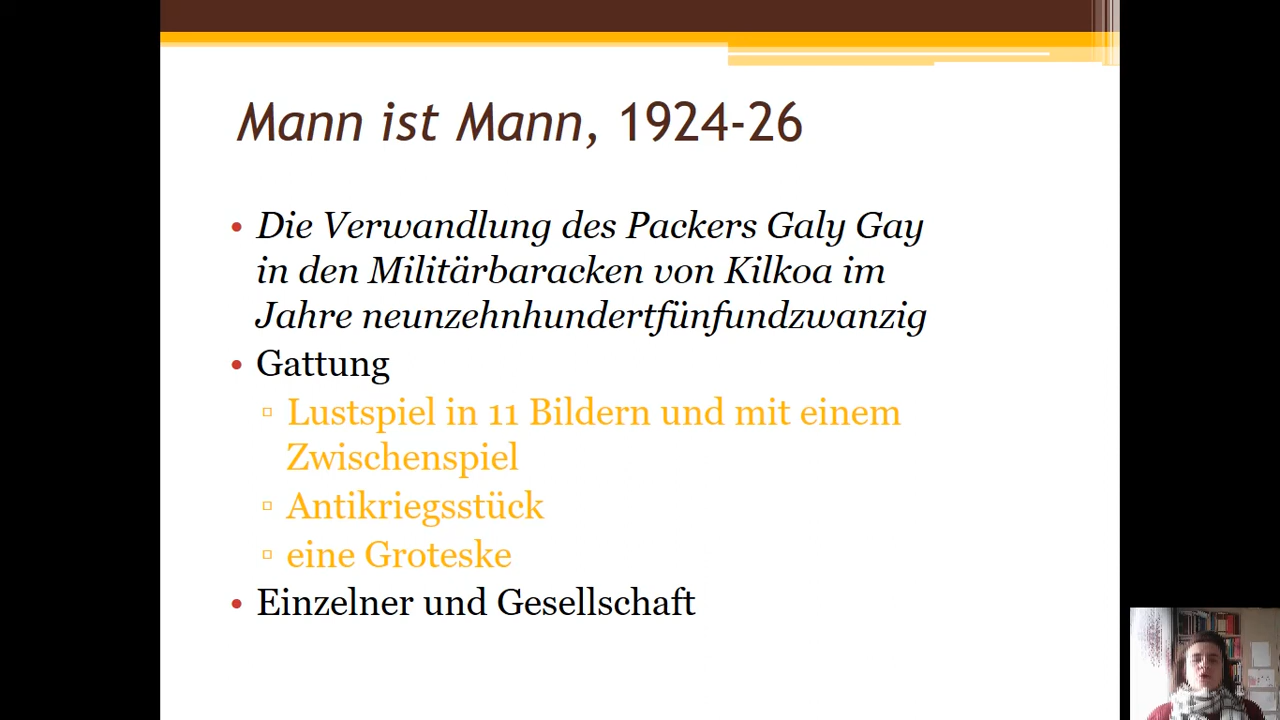 Mann ist Mann, 1924-26
• Die Verwandlung des Packers Galy Gay
in den Militärbaracken von Kilkoa im
Jahre neunzehnhundertfünfundzwanzig
• Gattung
▫ Lustspiel in 11 Bildern und mit einem
Zwischenspiel
▫ Antikriegsstück
▫ eine Groteske
• Einzelner und Gesellschaft